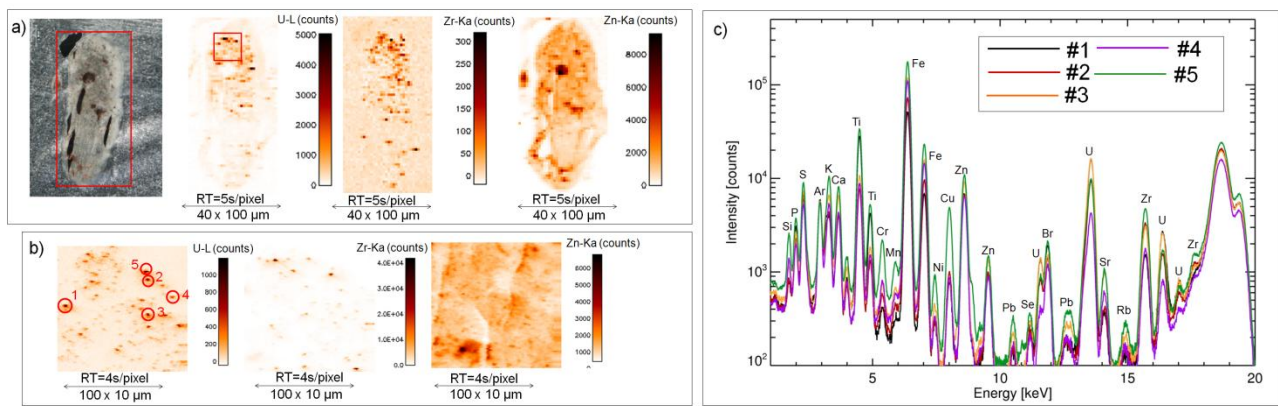 a)
U-L (counts)
5000
4000
3000
2000
1000
0
Zr-Ka (counts)
300
250
200
150
100
50
0
Zn-Ka (counts)
8000
6000
4000
2000
0
RT=5s/pixel
40 x 100 µm
RT=5s/pixel
40 x 100 µm
RT=5s/pixel
40 x 100 µm
b)
U-L (counts)
1000
800
600
400
200
0
1
2
3
4
5
Zr-Ka (counts)
4.0E+04
3.E+04
2.E+04
1.E+04
0
Zn-Ka (counts)
6000
5000
4000
3000
2000
1000
0
RT=4s/pixel
100 x 10 µm
RT=4s/pixel
100 x 10 µm
RT=4s/pixel
100 x 10 µm
c)
#1
#2
#3
#4
#5
Intensity [counts]
10⁵
10⁴
10³
10²
Si
P
S
Ar
K
Ca
Ti
Ti
Cr
Mn
Fe
Fe
Ni
Cu
Zn
Zn
Pb
Se
U
Br
Pb
U
Sr
Rb
Zr
U
U
Zr
5
10
15
20
Energy [keV]